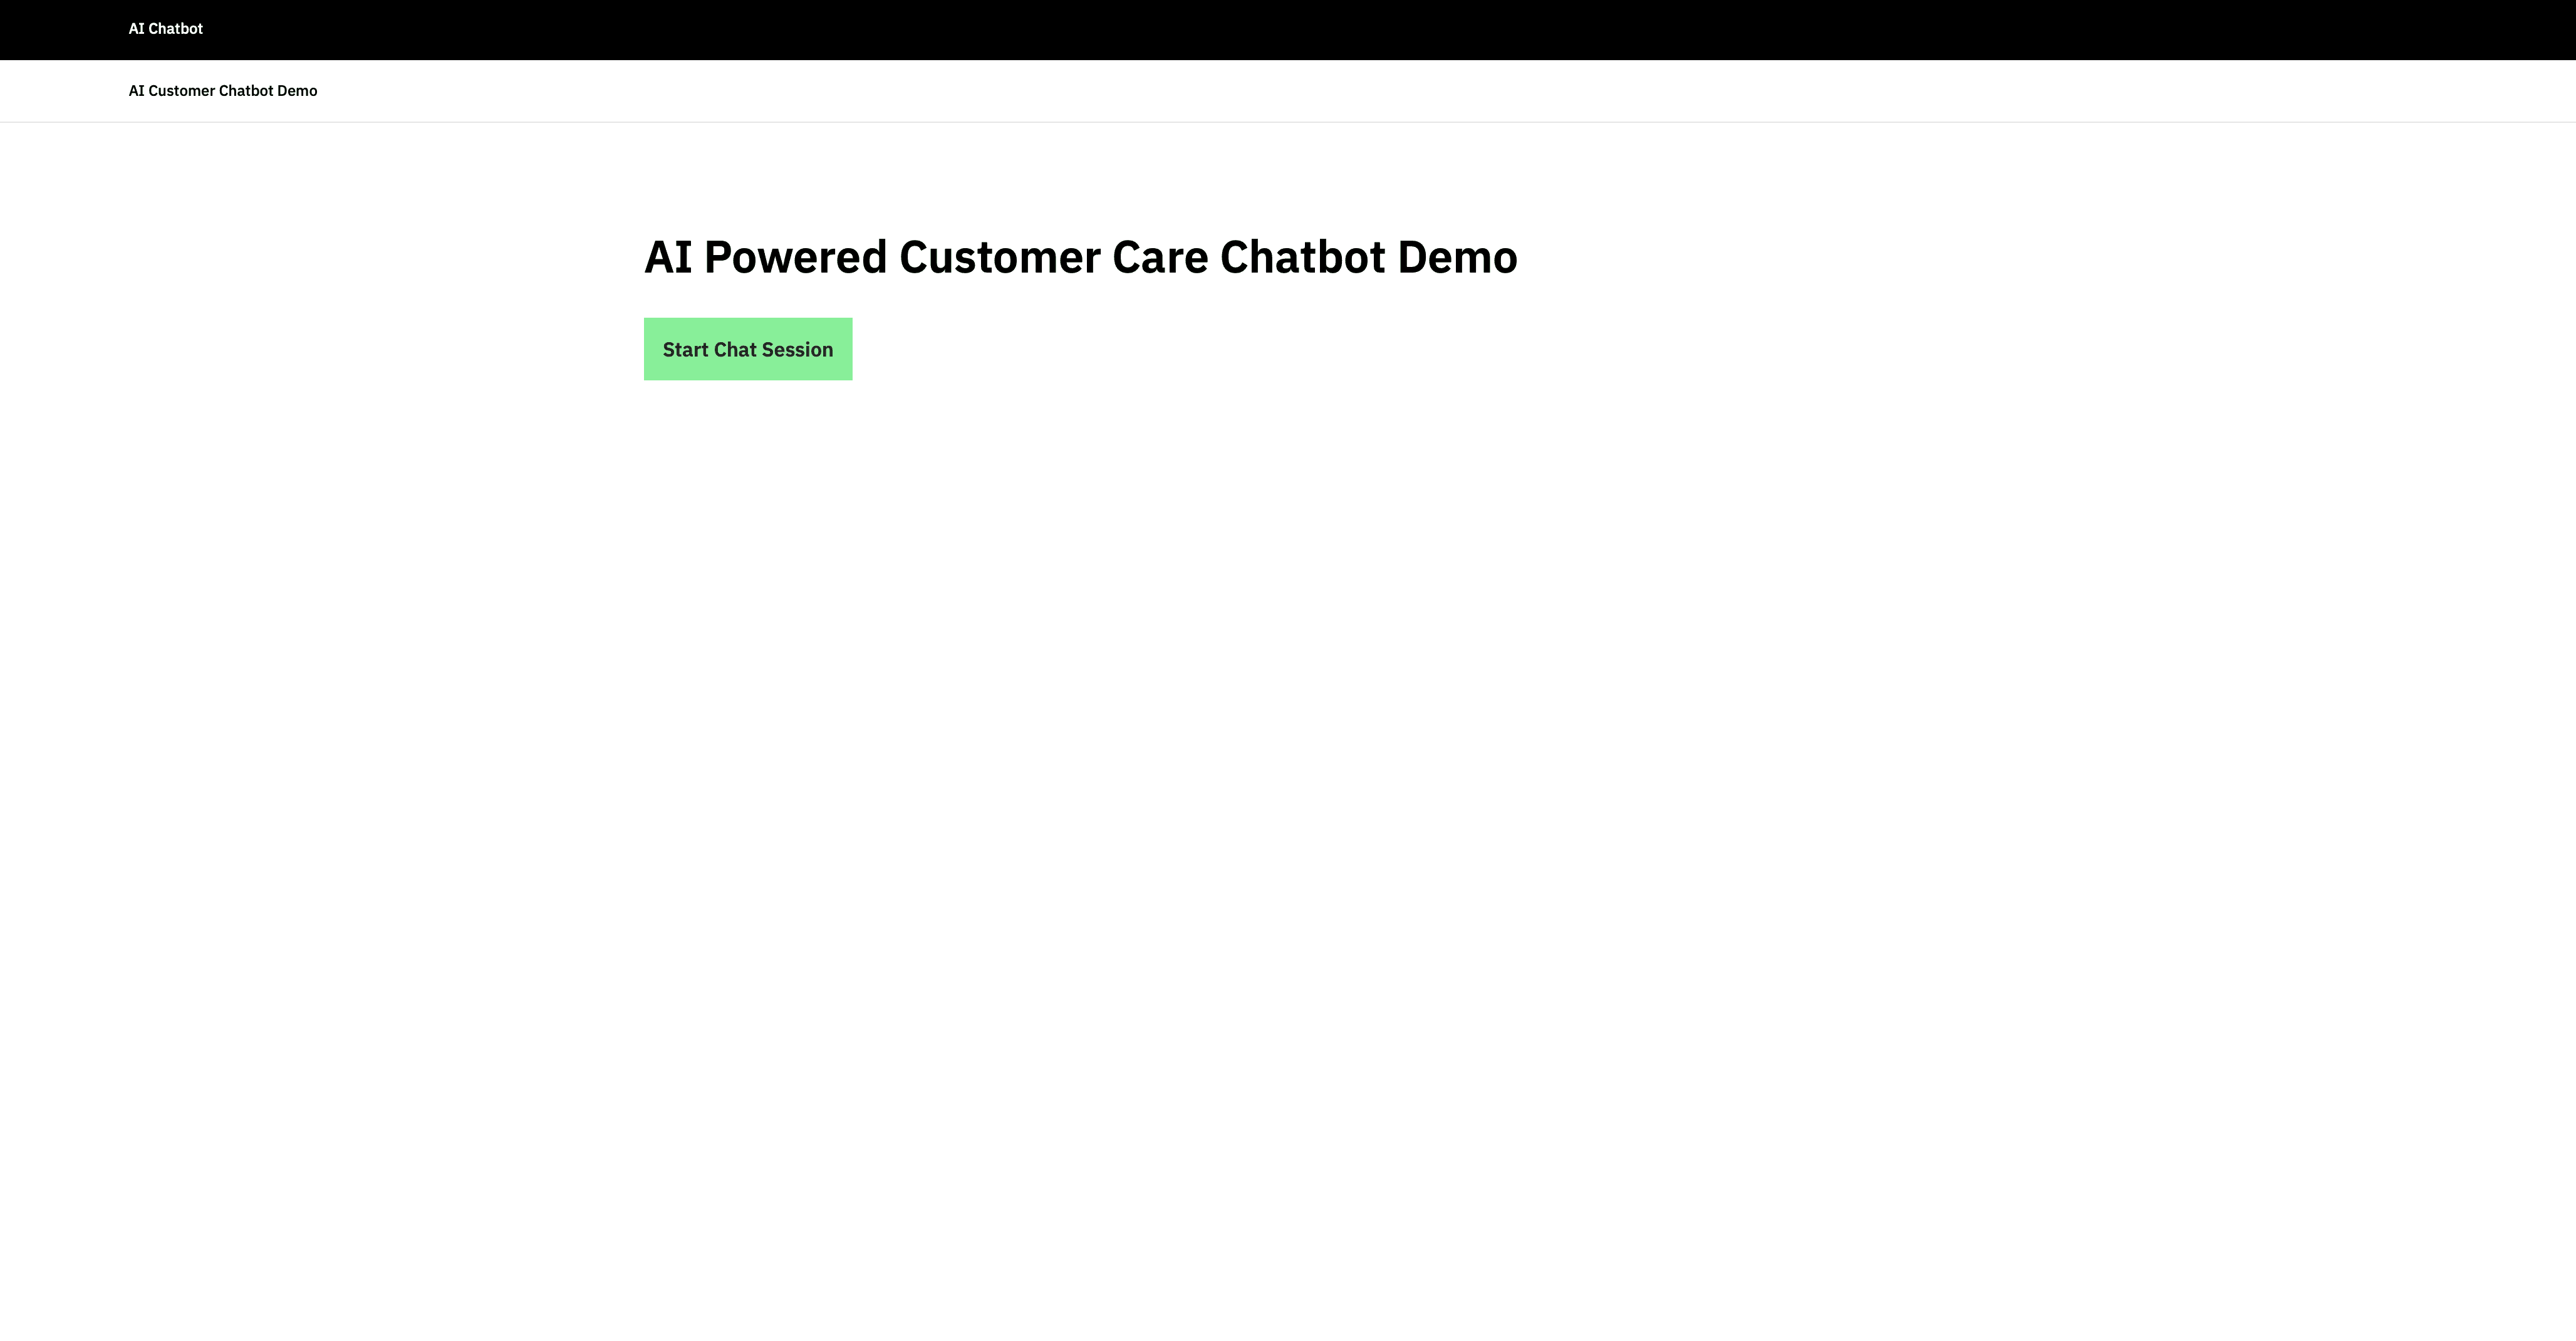 AI Chatbot
AI Customer Chatbot Demo
AI Powered Customer Care Chatbot Demo
Start Chat Session